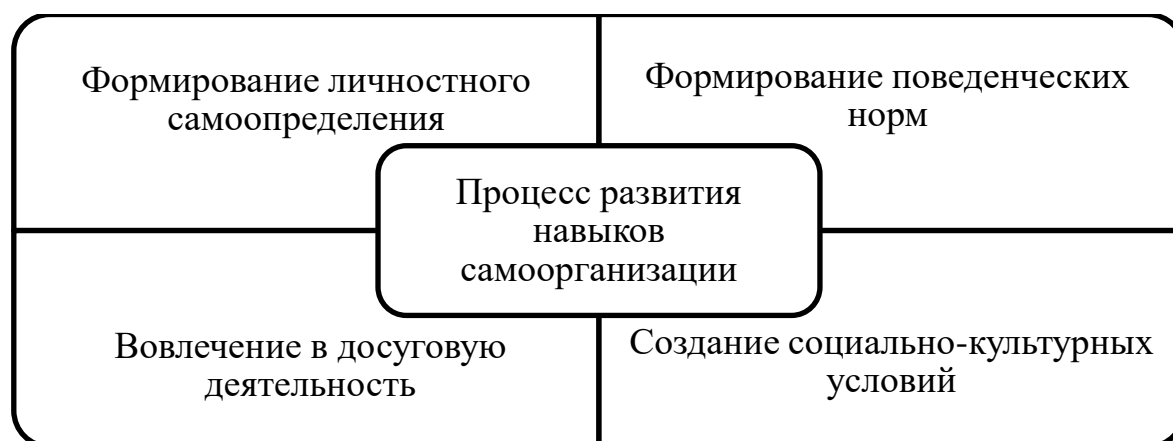 Формирование личностного
самоопределения
Формирование поведенческих
норм
Процесс развития
навыков
самоорганизации
Вовлечение в досуговую
деятельность
Создание социально-культурных
условий